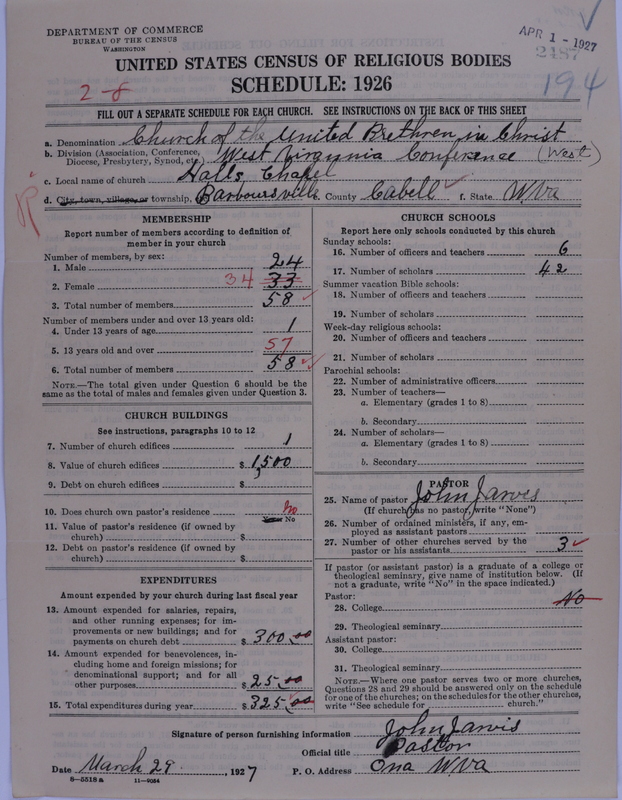 DEPARTMENT OF COMMERCE
BUREAU OF THE CENSUS
WASHINGTON
APR 1 - 1927
2487
194
UNITED STATES CENSUS OF RELIGIOUS BODIES
SCHEDULE: 1926
2-8
FILL OUT A SEPARATE SCHEDULE FOR EACH CHURCH. SEE INSTRUCTIONS ON THE BACK OF THIS SHEET
a. Denomination Church of the United Brethren in Christ
b. Division (Association, Conference, Diocese, Presbytery, Synod, etc.) West Virginnia Conference (West)
c. Local name of church Halls Chapel
d. City, town, village, or township, Barboursville e. County Cabell f. State W Va
MEMBERSHIP
Report number of members according to definition of
member in your church
Number of members, by sex:
1. Male 24
2. Female 34 33
3. Total number of members 58
Number of members under and over 13 years old:
4. Under 13 years of age 1
5. 13 years old and over 57
6. Total number of members 58
NOTE.—The total given under Question 6 should be the
same as the total of males and females given under Question 3.
CHURCH BUILDINGS
See instructions, paragraphs 10 to 12
7. Number of church edifices 1
8. Value of church edifices $ 1,500
9. Debt on church edifices $
10. Does church own pastor's residence No
Yes or No
11. Value of pastor's residence (if owned by
church) $
12. Debt on pastor's residence (if owned by
church) $
EXPENDITURES
Amount expended by your church during last fiscal year
13. Amount expended for salaries, repairs,
and other running expenses; for im-
provements or new buildings; and for
payments on church debt $ 300.00
14. Amount expended for benevolences, in-
cluding home and foreign missions; for
denominational support; and for all
other purposes $ 25.00
15. Total expenditures during year $ 325.00
CHURCH SCHOOLS
Report here only schools conducted by this church
Sunday schools:
16. Number of officers and teachers 6
17. Number of scholars 42
Summer vacation Bible schools:
18. Number of officers and teachers
19. Number of scholars
Week-day religious schools:
20. Number of officers and teachers
21. Number of scholars
Parochial schools:
22. Number of administrative officers
23. Number of teachers—
a. Elementary (grades 1 to 8)
b. Secondary
24. Number of scholars—
a. Elementary (grades 1 to 8)
b. Secondary
PASTOR
25. Name of pastor John Jarvis
(If church has no pastor, write "None")
26. Number of ordained ministers, if any, em-
ployed as assistant pastors
27. Number of other churches served by the
pastor or his assistants 3
If pastor (or assistant pastor) is a graduate of a college or
theological seminary, give name of institution below. (If
not a graduate, write "No" in the space indicated.)
Pastor:
28. College No
29. Theological seminary
Assistant pastor:
30. College
31. Theological seminary
NOTE.—Where one pastor serves two or more churches,
Questions 28 and 29 should be answered only on the schedule
for one of the churches; on the schedules for the other churches,
write "See schedule for church."
Signature of person furnishing information John Jarvis
Official title Pastor
Date March 29, 1927 P. O. Address Ona W Va
8—5518 a 11—9034